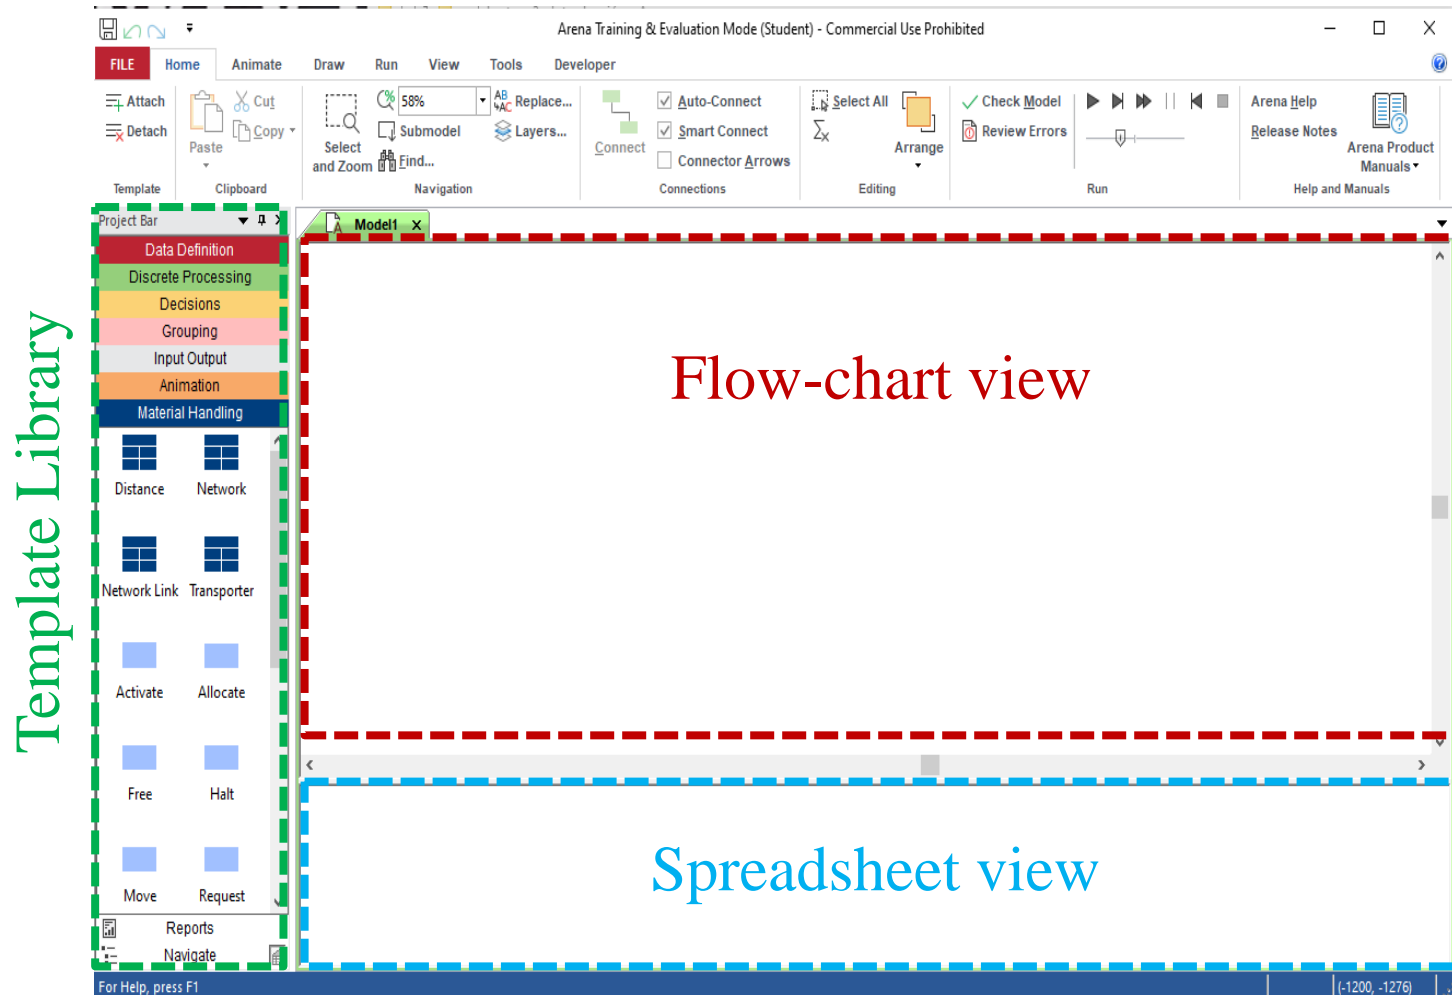 Arena Training & Evaluation Mode (Student) - Commercial Use Prohibited
FILE Home Animate Draw Run View Tools Developer
Attach
Detach
Template
Paste
Cut
Copy
Clipboard
Select and Zoom
58%
Submodel
Find...
Replace...
Layers...
Navigation
Connect
Auto-Connect
Smart Connect
Connector Arrows
Connections
Select All
Arrange
Editing
Check Model
Review Errors
Run
Arena Help
Release Notes
Arena Product Manuals
Help and Manuals
Template Library
Project Bar
Data Definition
Discrete Processing
Decisions
Grouping
Input Output
Animation
Material Handling
Distance Network
Network Link Transporter
Activate Allocate
Free Halt
Move Request
Reports
Navigate
Model1
Flow-chart view
Spreadsheet view
For Help, press F1
(-1200, -1276)